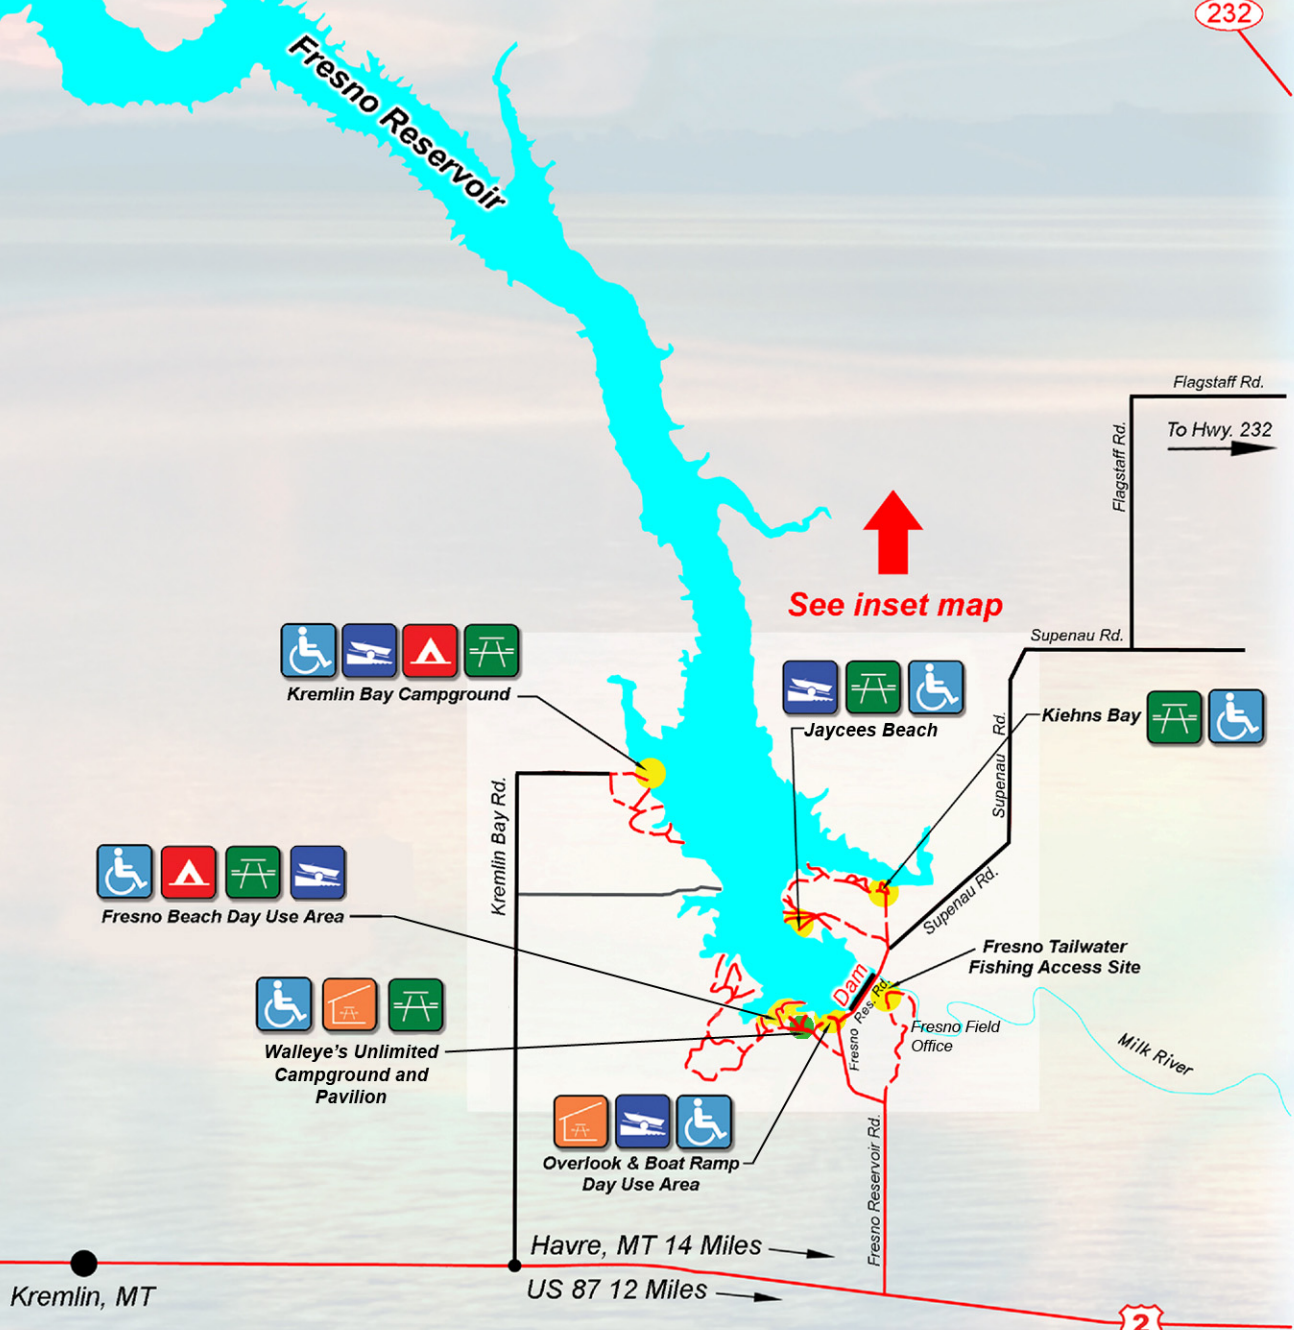 232
Fresno Reservoir
Flagstaff Rd.
To Hwy. 232
Flagstaff Rd.
See inset map
Supenau Rd.
Kremlin Bay Campground
Jaycees Beach
Kiehns Bay
Supenau Rd.
Kremlin Bay Rd.
Fresno Beach Day Use Area
Supenau Rd.
Fresno Tailwater
Fishing Access Site
Dam
Fresno Res. Rd.
Fresno Field
Office
Milk River
Walleye's Unlimited
Campground and
Pavilion
Overlook & Boat Ramp
Day Use Area
Fresno Reservoir Rd.
Havre, MT 14 Miles
US 87 12 Miles
Kremlin, MT
2